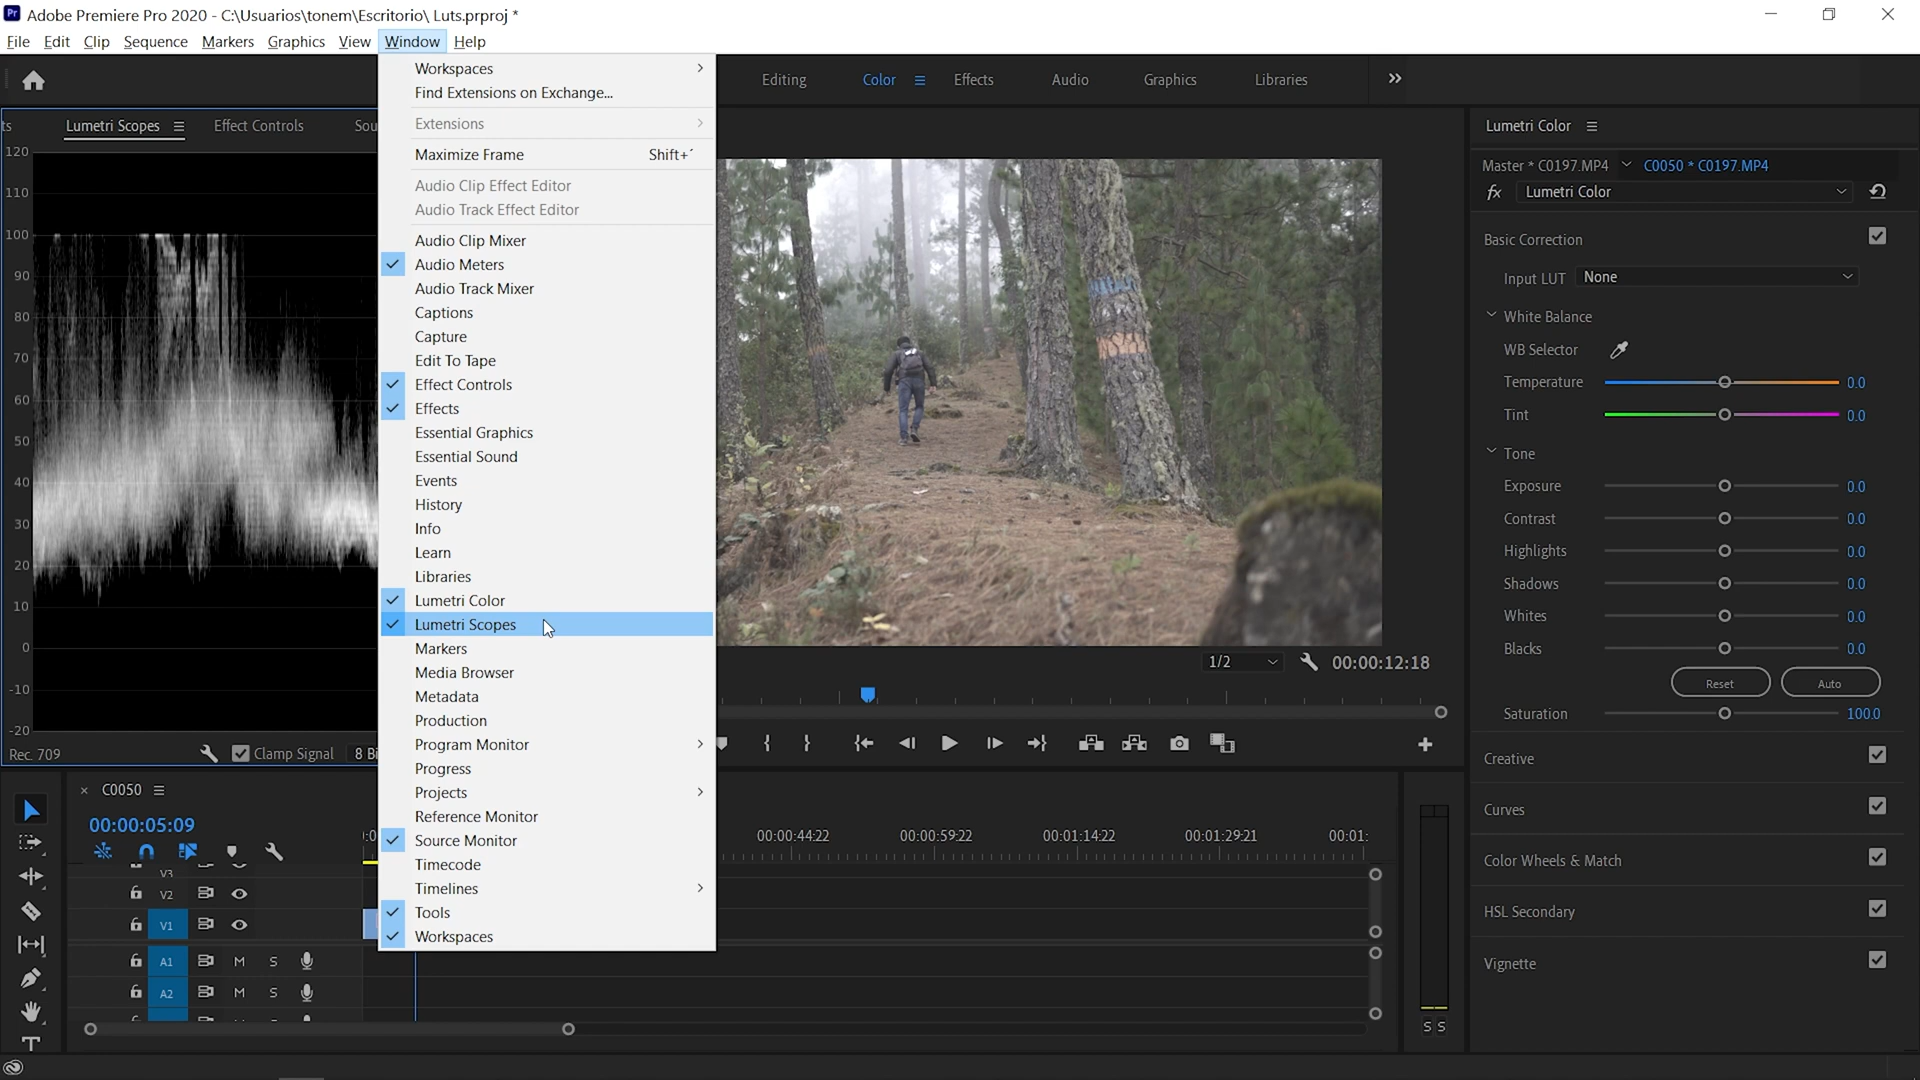 Pr Adobe Premiere Pro 2020 - C:\Usuarios\tonem\Escritorio\ Luts.prproj *
File Edit Clip Sequence Markers Graphics View Window Help
Editing Color Effects Audio Graphics Libraries
ts Lumetri Scopes Effect Controls Sou
120
110
100
90
80
70
60
50
40
30
20
10
0
-10
-20
Rec. 709 Clamp Signal 8 Bi
Workspaces
Find Extensions on Exchange...
Extensions
Maximize Frame Shift+´
Audio Clip Effect Editor
Audio Track Effect Editor
Audio Clip Mixer
Audio Meters
Audio Track Mixer
Captions
Capture
Edit To Tape
Effect Controls
Effects
Essential Graphics
Essential Sound
Events
History
Info
Learn
Libraries
Lumetri Color
Lumetri Scopes
Markers
Media Browser
Metadata
Production
Program Monitor
Progress
Projects
Reference Monitor
Source Monitor
Timecode
Timelines
Tools
Workspaces
1/2 00:00:12:18
Lumetri Color
Master * C0197.MP4 C0050 * C0197.MP4
fx Lumetri Color
Basic Correction
Input LUT None
White Balance
WB Selector
Temperature 0.0
Tint 0.0
Tone
Exposure 0.0
Contrast 0.0
Highlights 0.0
Shadows 0.0
Whites 0.0
Blacks 0.0
Reset Auto
Saturation 100.0
Creative
Curves
Color Wheels & Match
HSL Secondary
Vignette
× C0050
00:00:05:09
:0 00:00:44:22 00:00:59:22 00:01:14:22 00:01:29:21 00:01:
V3
V2
V1
A1 M S
A2 M S
S S